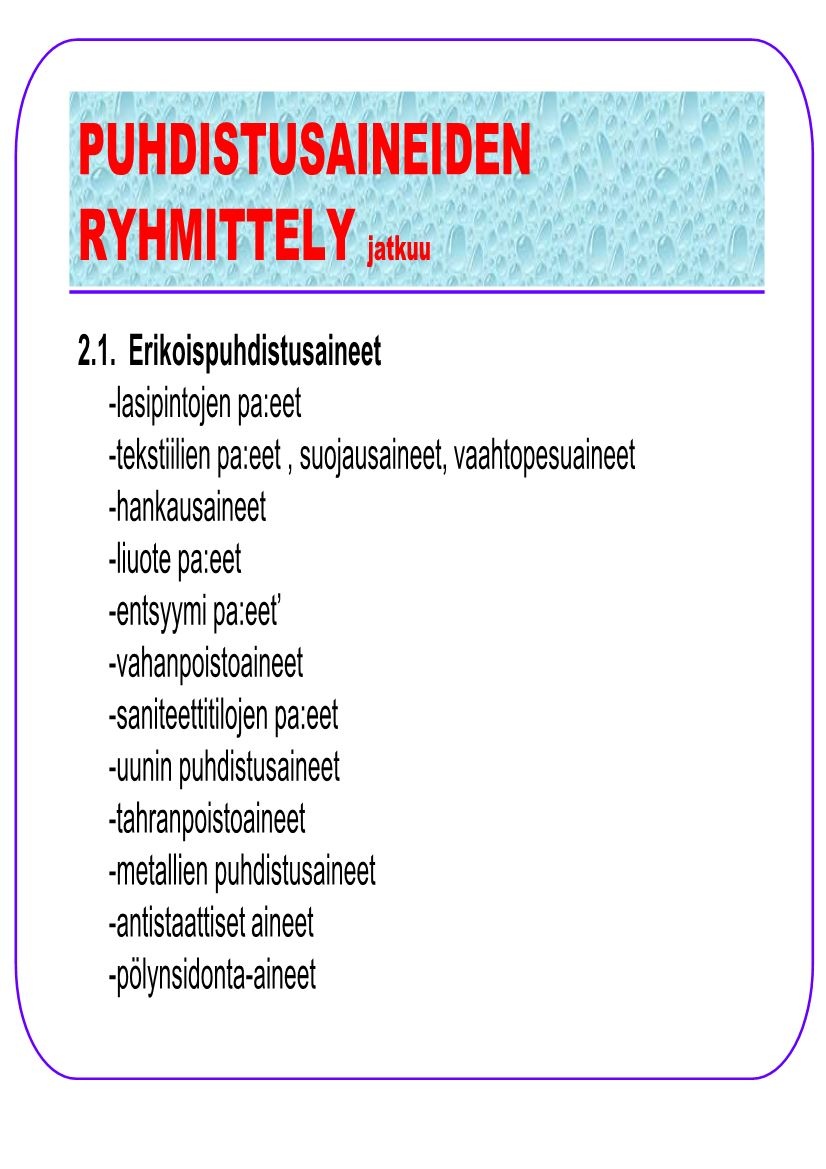 PUHDISTUSAINEIDEN
RYHMITTELY jatkuu
2.1. Erikoispuhdistusaineet
-lasipintojen pa:eet
-tekstiilien pa:eet , suojausaineet, vaahtopesuaineet
-hankausaineet
-liuote pa:eet
-entsyymi pa:eet’
-vahanpoistoaineet
-saniteettitilojen pa:eet
-uunin puhdistusaineet
-tahranpoistoaineet
-metallien puhdistusaineet
-antistaattiset aineet
-pölynsidonta-aineet